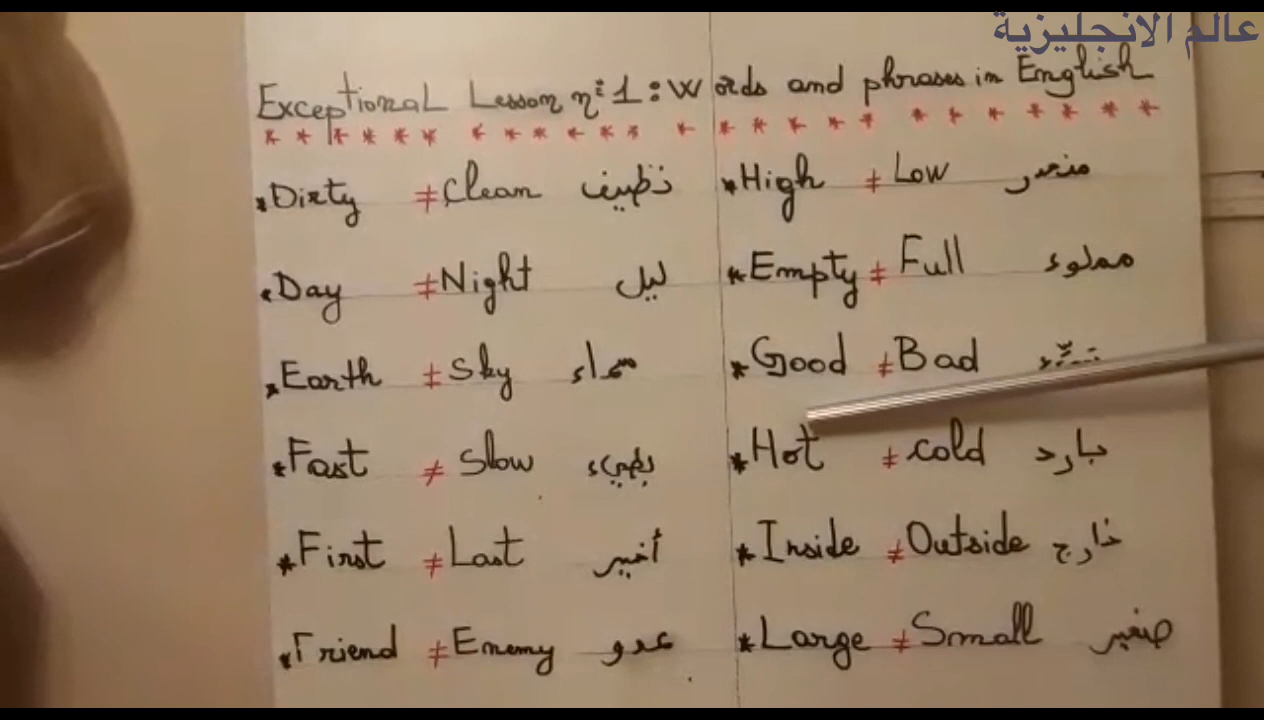 عالم الانجليزية
Exceptional Lesson n°1 : Words and phrases in English
* Dirty ≠ Clean نظيف
* Day ≠ Night ليل
* Earth ≠ Sky سماء
* Fast ≠ Slow بطيء
* First ≠ Last أخير
* Friend ≠ Enemy عدو
* High ≠ Low منحدر
* Empty ≠ Full مملوء
* Good ≠ Bad
* Hot ≠ cold بارد
* Inside ≠ Outside خارج
* Large ≠ Small صغير